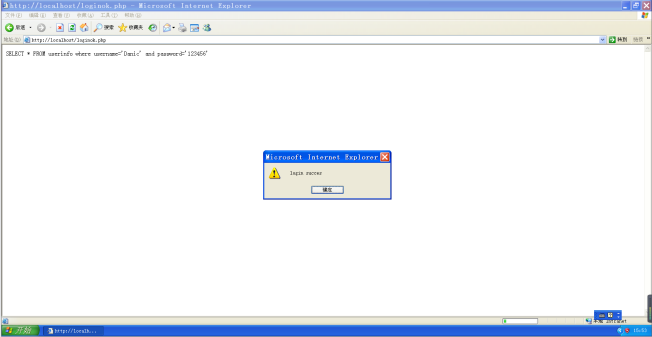 http://localhost/loginok.php - Microsoft Internet Explorer
文件(F) 编辑(E) 查看(V) 收藏(A) 工具(T) 帮助(H)
后退 搜索 收藏夹
地址(D) http://localhost/loginok.php 转到 链接
SELECT * FROM userinfo where username='Danic' and password='123456'
Microsoft Internet Explorer
login succes
确定
本地 Intranet
开始 http://localh... 15:53